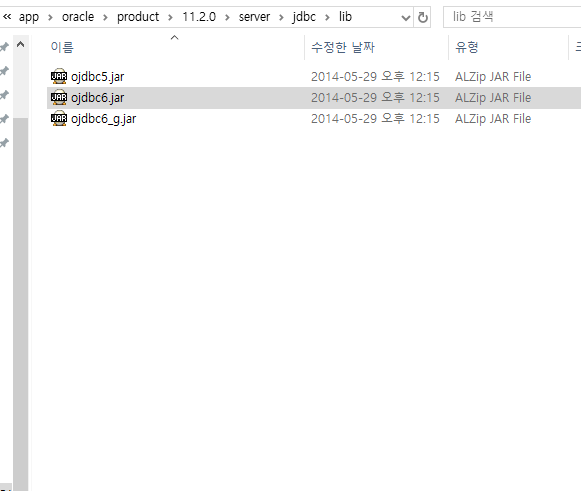 « app › oracle › product › 11.2.0 › server › jdbc › lib lib 검색
이름 수정한 날짜 유형
ojdbc5.jar 2014-05-29 오후 12:15 ALZip JAR File
ojdbc6.jar 2014-05-29 오후 12:15 ALZip JAR File
ojdbc6_g.jar 2014-05-29 오후 12:15 ALZip JAR File